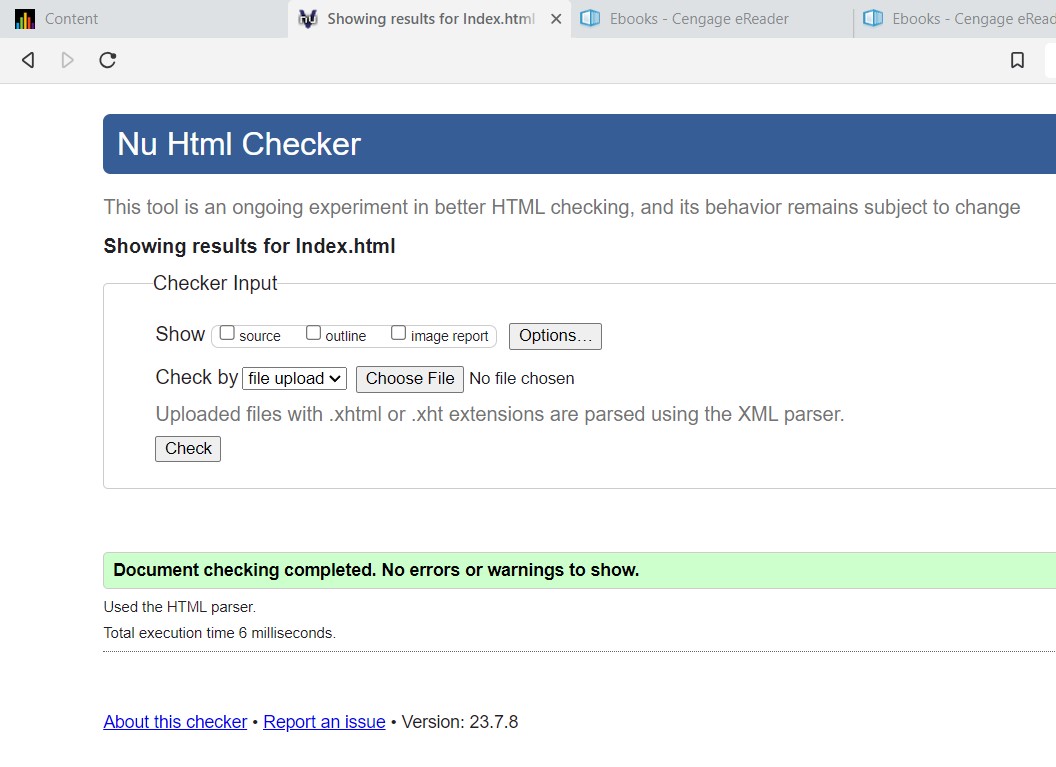 Content
Showing results for Index.html
Ebooks - Cengage eReader
Ebooks - Cengage eRead
Nu Html Checker
This tool is an ongoing experiment in better HTML checking, and its behavior remains subject to change
Showing results for Index.html
Checker Input
Show source outline image report Options...
Check by file upload Choose File No file chosen
Uploaded files with .xhtml or .xht extensions are parsed using the XML parser.
Check
Document checking completed. No errors or warnings to show.
Used the HTML parser.
Total execution time 6 milliseconds.
About this checker • Report an issue • Version: 23.7.8